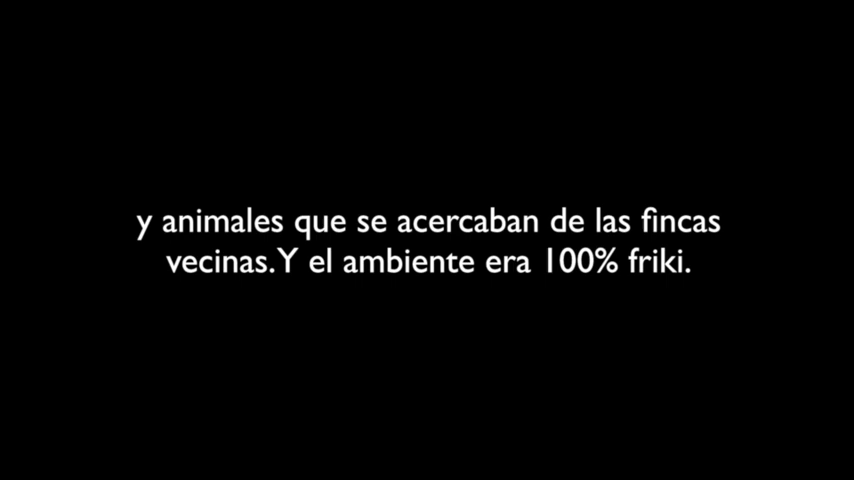 y animales que se acercaban de las fincas
vecinas. Y el ambiente era 100% friki.